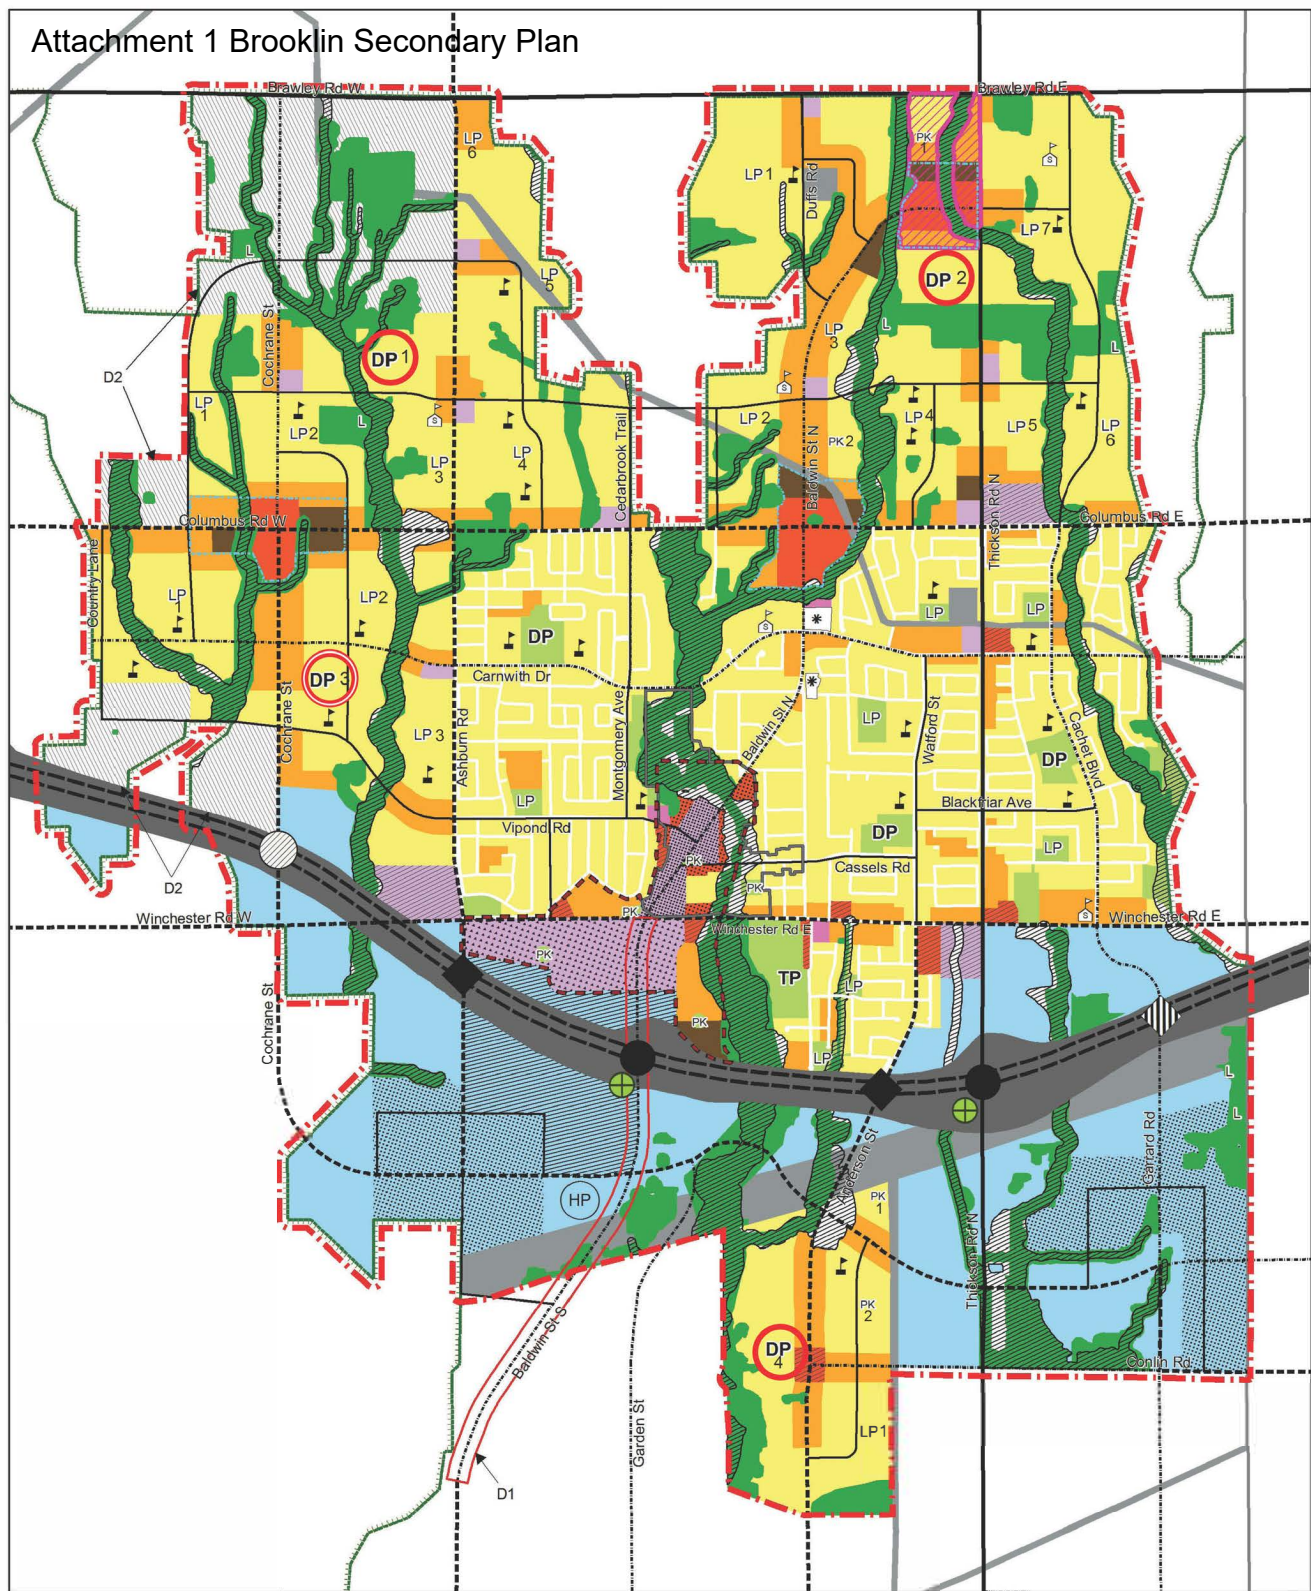 Attachment 1 Brooklin Secondary Plan
Brawley Rd W
Brawley Rd E
LP
6
PK
1
LP 1
Duffs Rd
S
LP 7
L
LP
5
DP 2
D2
Cochrane St
DP 1
LP
3
L
L
S
LP
1
LP 2
L
S
LP
3
LP
4
Cedarbrook Trail
LP 2
PK 2
Baldwin St N
LP 4
LP 5
LP
6
Thickson Rd N
Columbus Rd W
Columbus Rd E
Country Lane
LP
1
LP 2
DP
S
*
LP
LP
DP 3
Carnwith Dr
*
Cochrane St
LP 3
Ashburn Rd
Montgomery Ave
Baldwin St N
LP
Watford St
DP
Cachet Blvd
LP
Vipond Rd
Blackfriar Ave
DP
LP
PK
Cassels Rd
D2
PK
Winchester Rd W
PK
Winchester Rd E
S
Winchester Rd E
PK
TP
LP
Cochrane St
PK
LP
L
L
HP
Anderson St
PK
1
Garrard Rd
Thickson Rd N
PK
2
Baldwin St S
DP
4
Conlin Rd
Garden St
LP 1
D1